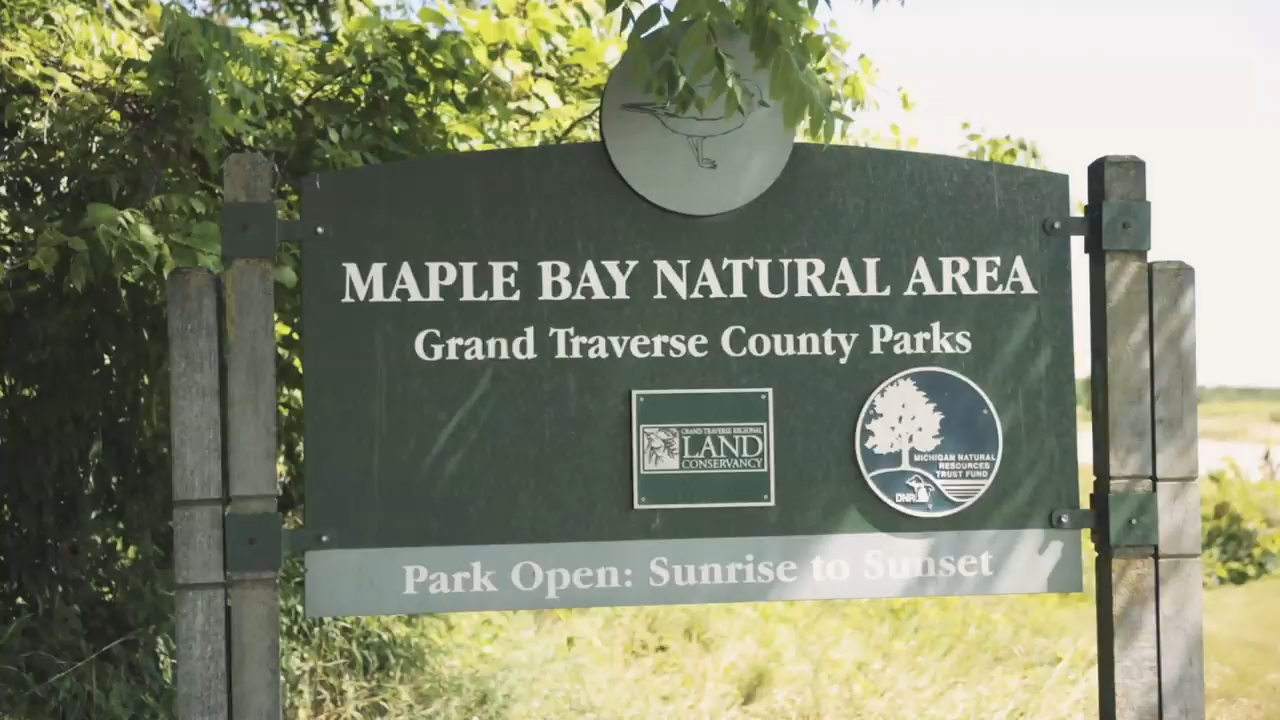 MAPLE BAY NATURAL AREA
Grand Traverse County Parks
GRAND TRAVERSE REGIONAL
LAND
CONSERVANCY
MICHIGAN NATURAL
RESOURCES
TRUST FUND
DNR
Park Open: Sunrise to Sunset